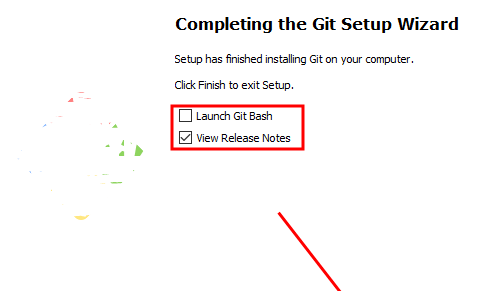 Completing the Git Setup Wizard
Setup has finished installing Git on your computer.
Click Finish to exit Setup.
Launch Git Bash
View Release Notes